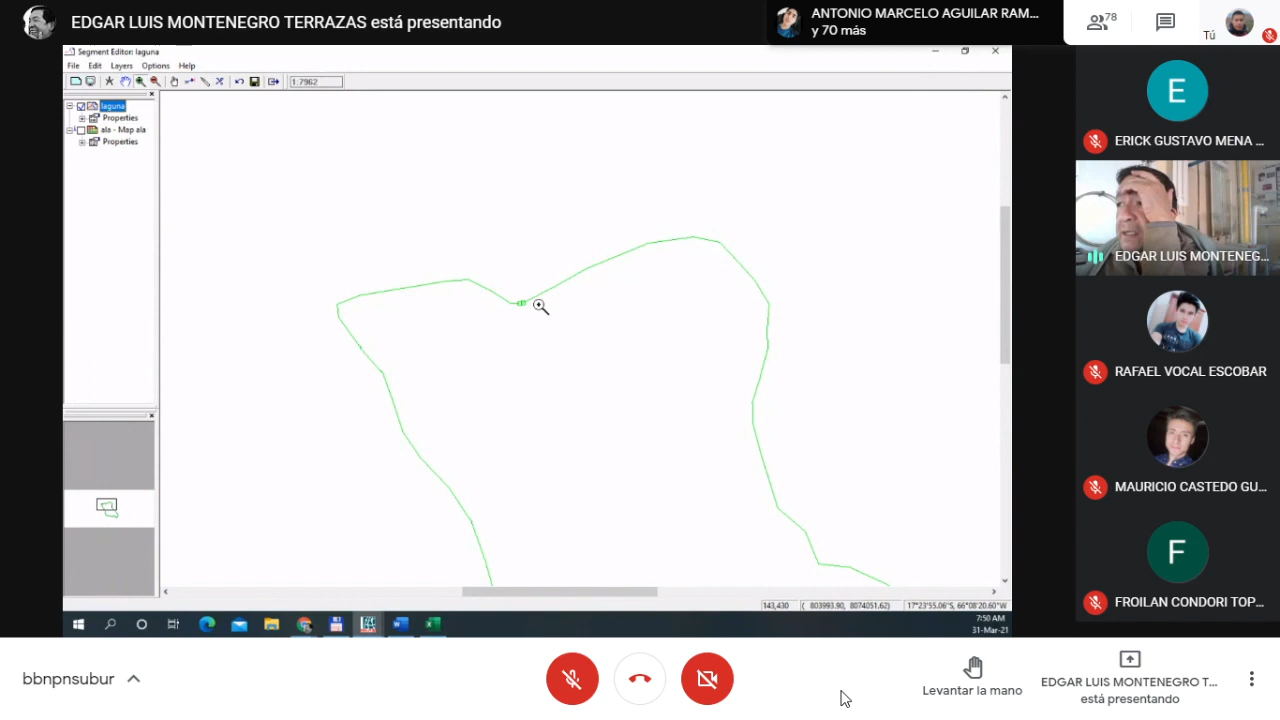 EDGAR LUIS MONTENEGRO TERRAZAS está presentando
ANTONIO MARCELO AGUILAR RAM...
y 70 más
78
Tú
Segment Editor: laguna
File Edit Layers Options Help
1:7962
laguna
Properties
ala - Map ala
Properties
143,430 ( 803993.90, 8074051.62) 17°23'55.06"S, 66°08'20.60"W
7:50 AM
31-Mar-21
E
ERICK GUSTAVO MENA ...
EDGAR LUIS MONTENEG...
RAFAEL VOCAL ESCOBAR
MAURICIO CASTEDO GU...
F
FROILAN CONDORI TOP...
bbnpnsubur
Levantar la mano
EDGAR LUIS MONTENEGRO T...
está presentando